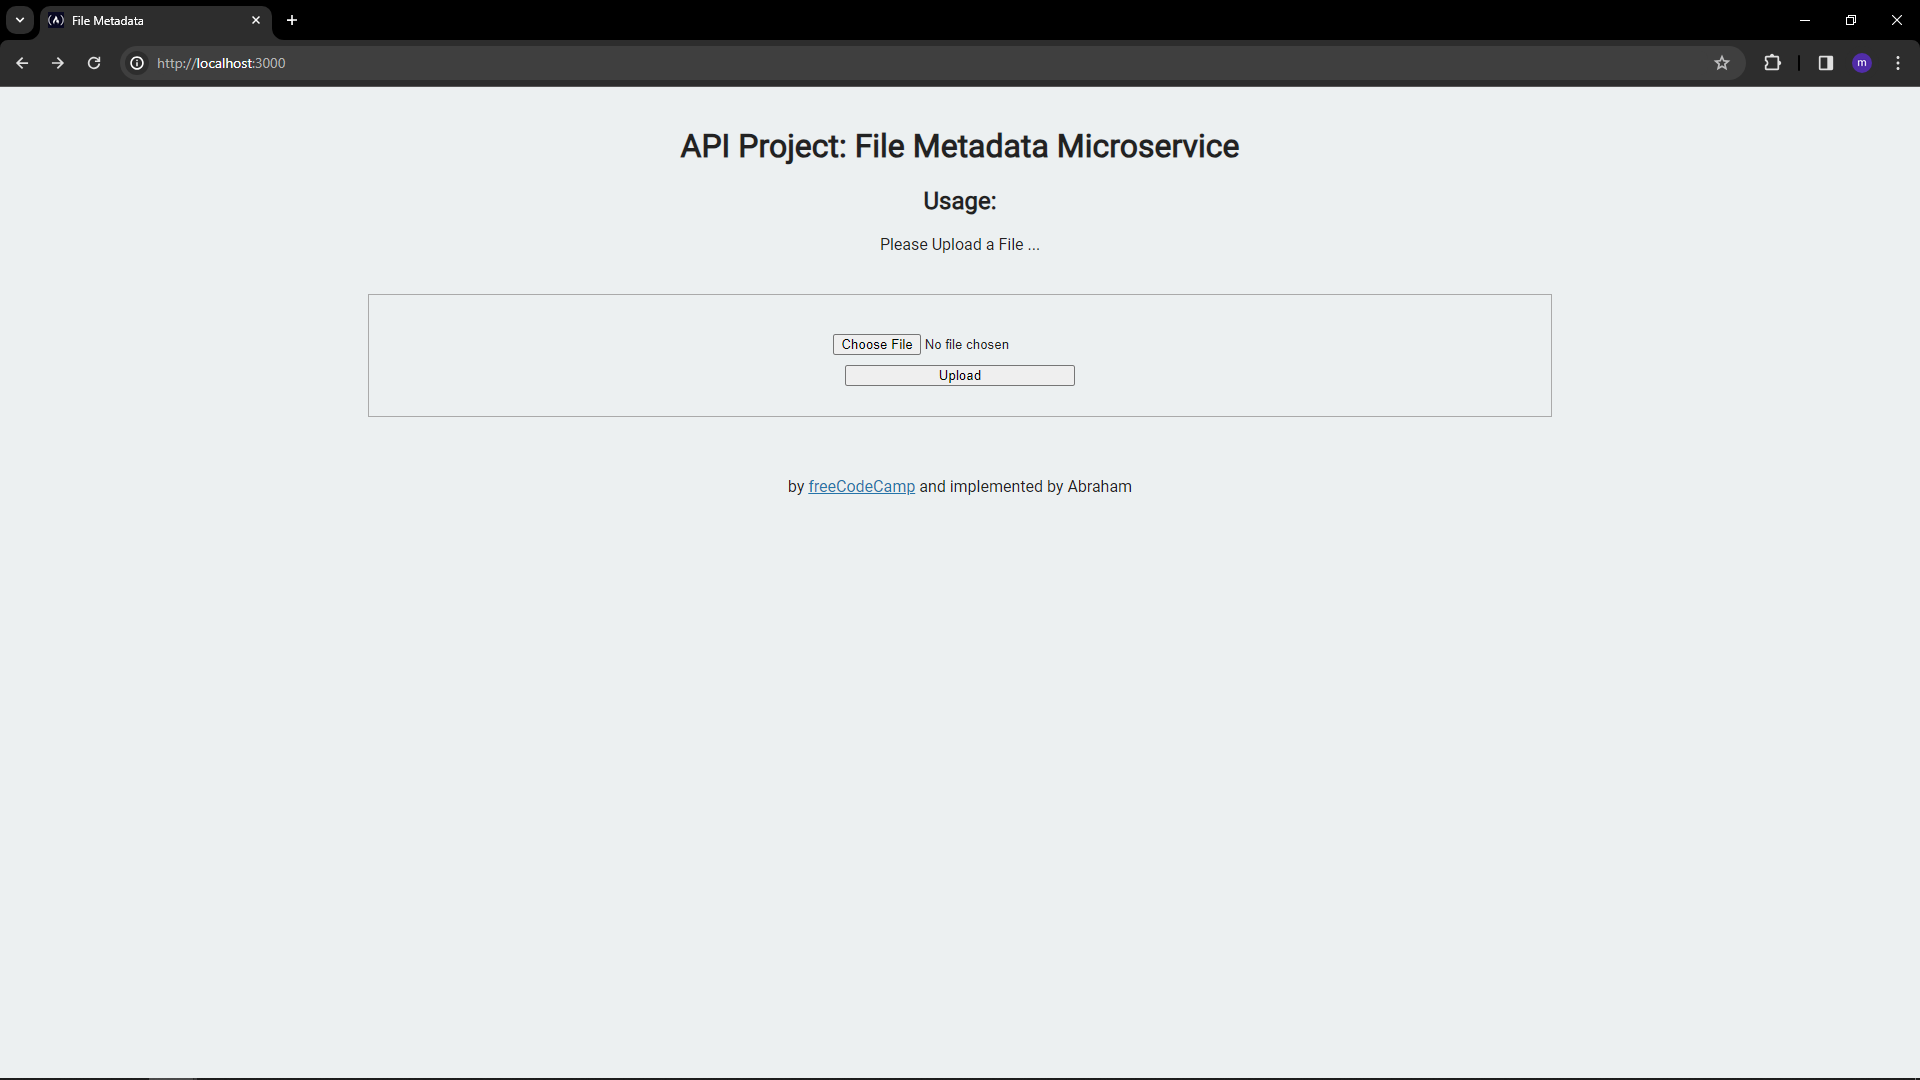 File Metadata
http://localhost:3000
m
API Project: File Metadata Microservice
Usage:
Please Upload a File ...
Choose File No file chosen
Upload
by freeCodeCamp and implemented by Abraham